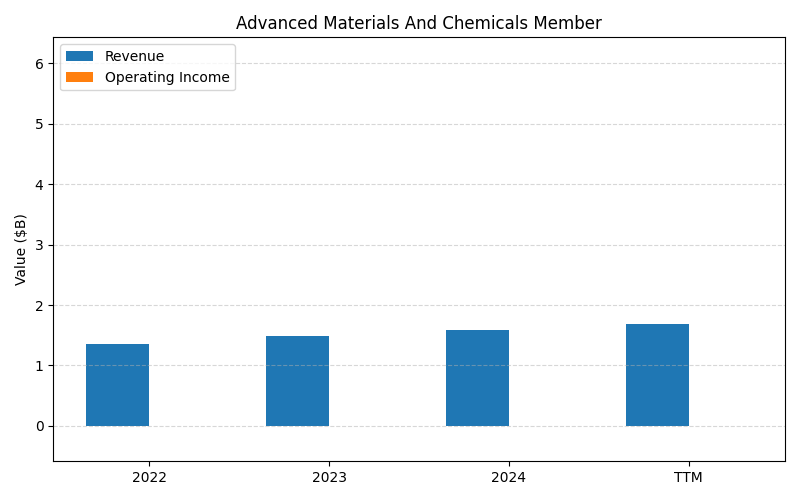 Advanced Materials And Chemicals Member
Revenue
Operating Income
Value ($B)
6
5
4
3
2
1
0
2022 2023 2024 TTM